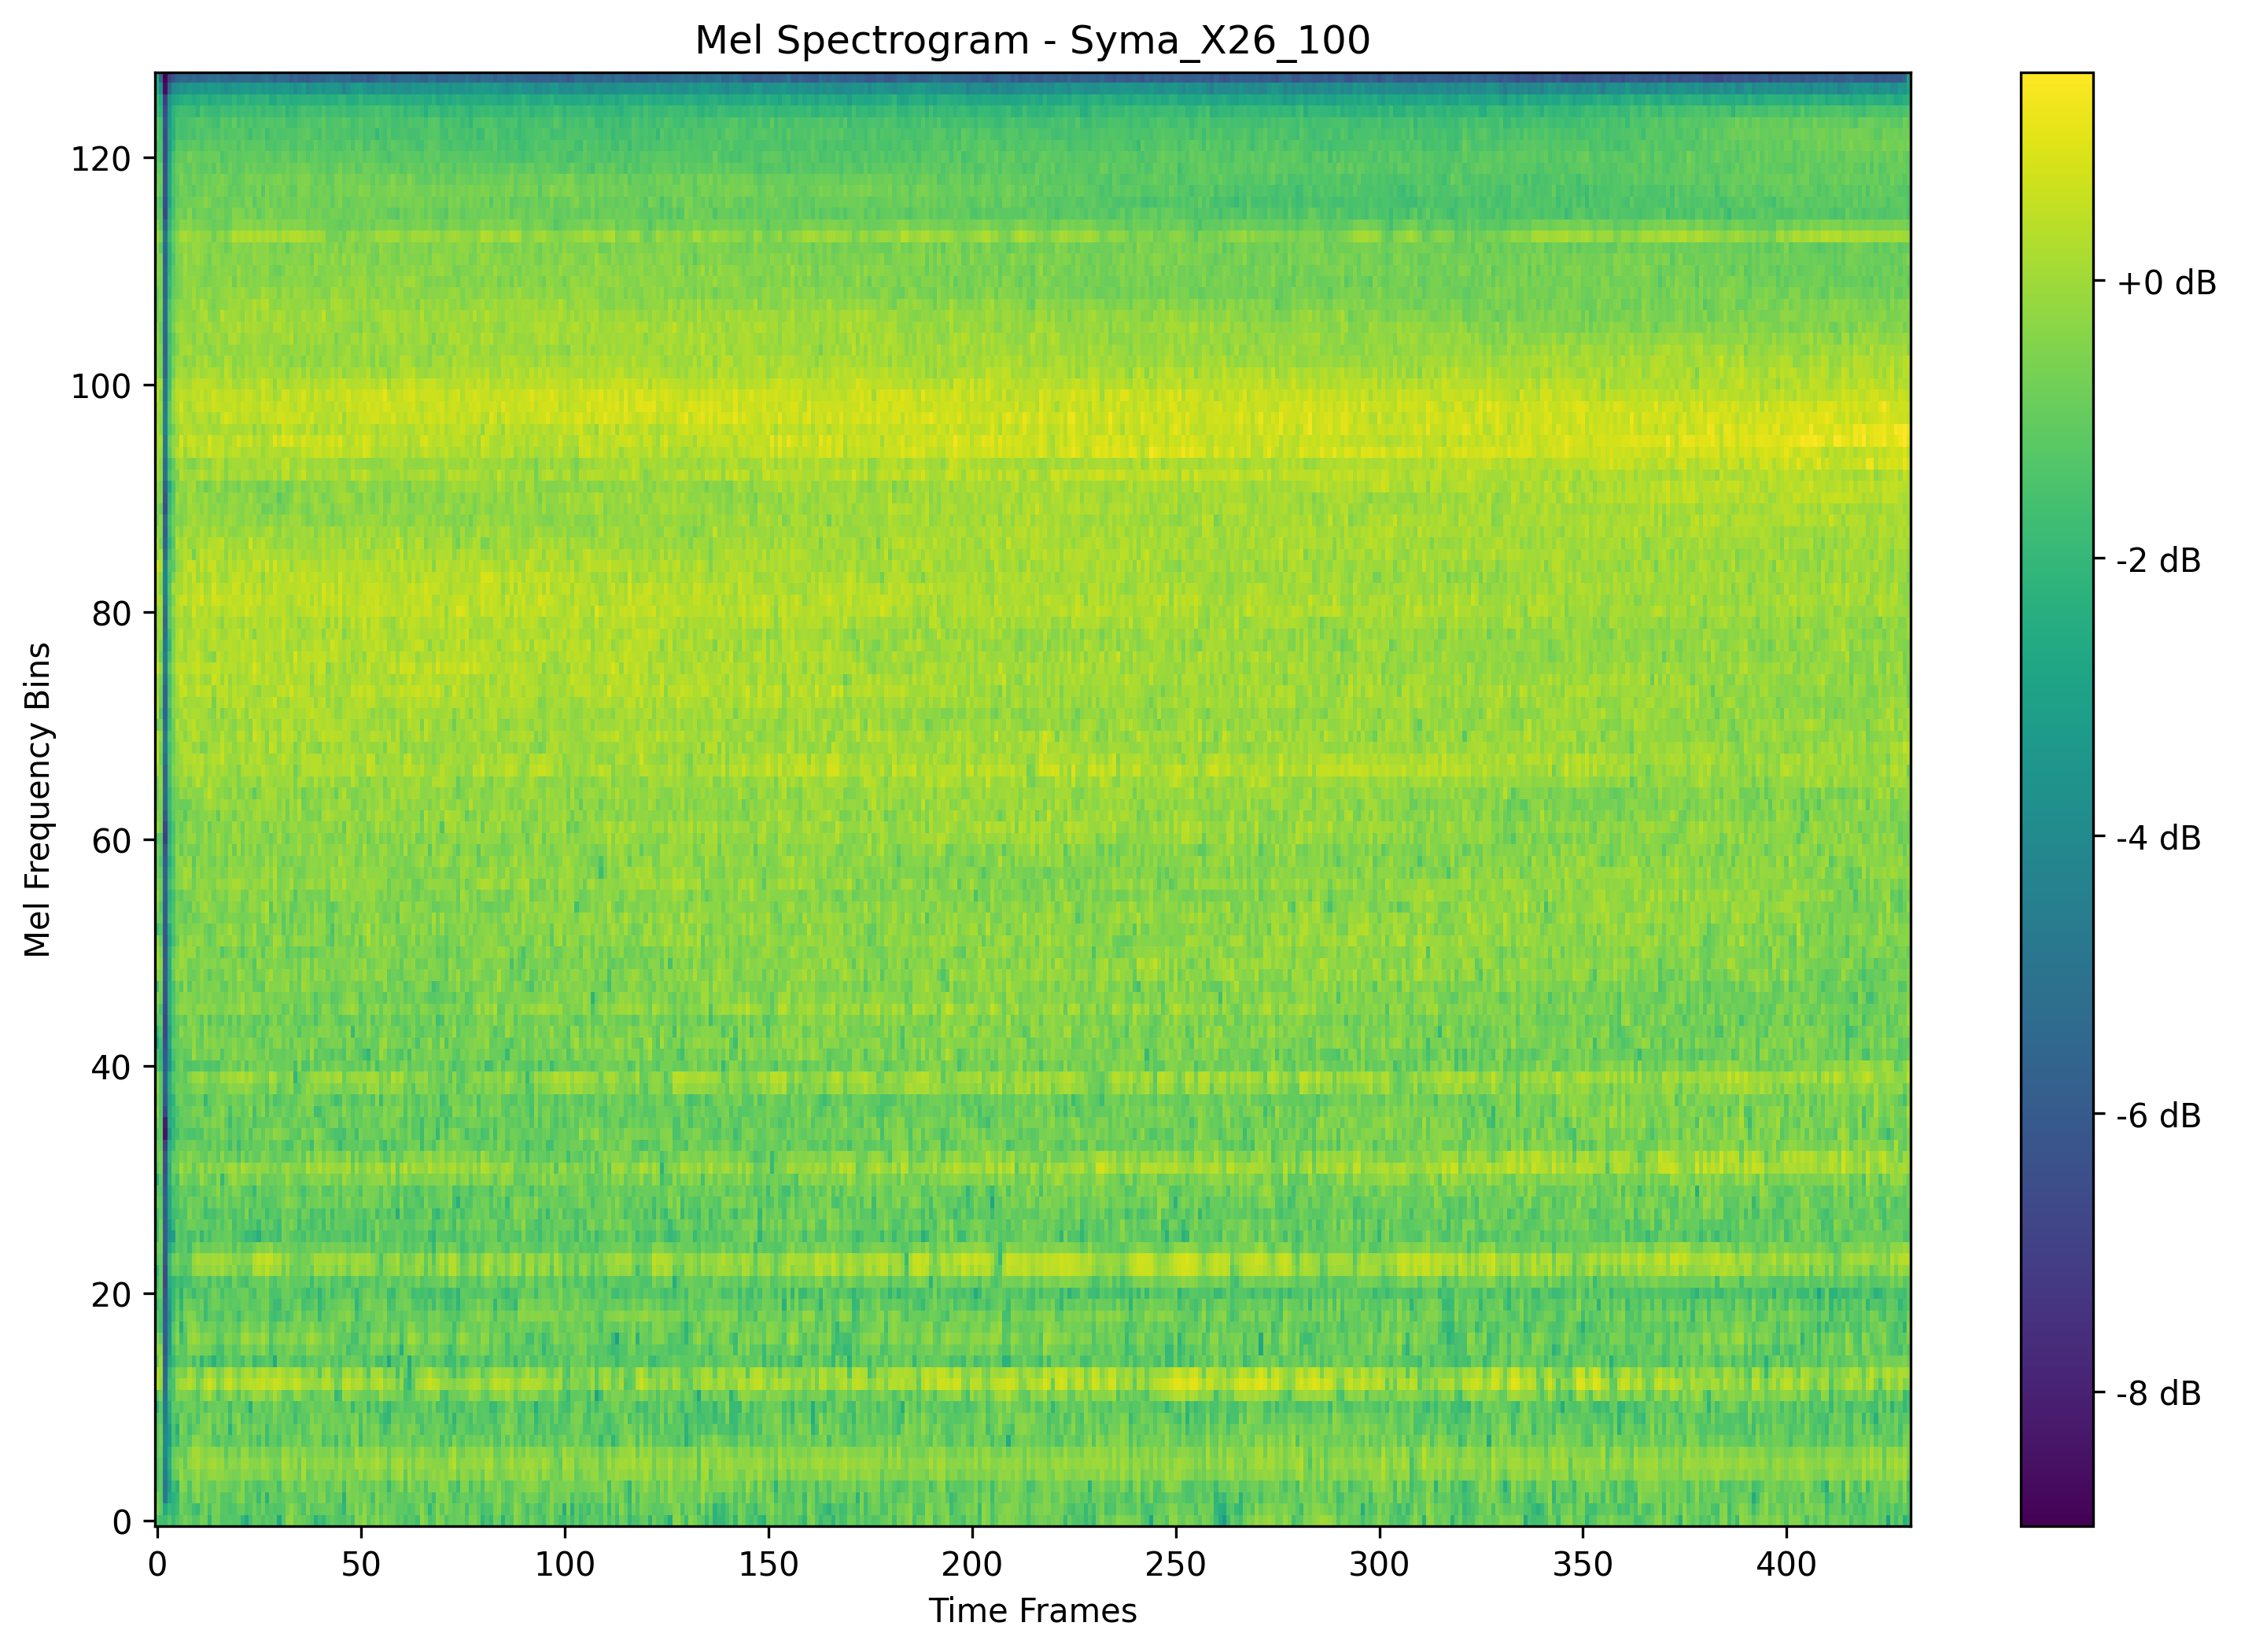 Mel Spectrogram - Syma_X26_100
Mel Frequency Bins
120
100
80
60
40
20
0
0 50 100 150 200 250 300 350 400
Time Frames
+0 dB
-2 dB
-4 dB
-6 dB
-8 dB